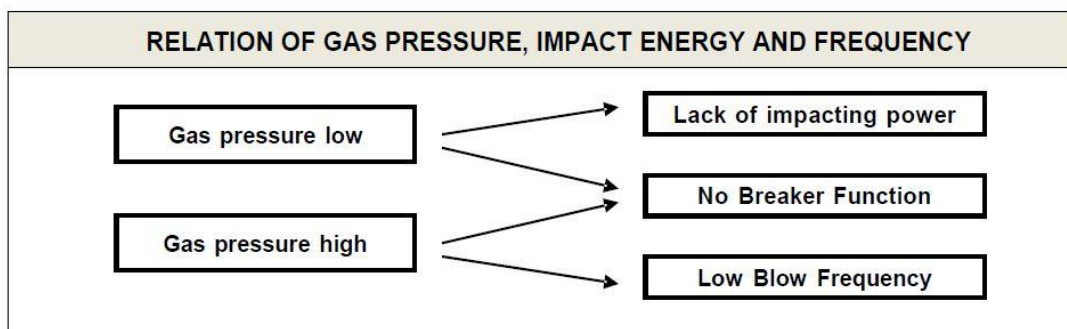 RELATION OF GAS PRESSURE, IMPACT ENERGY AND FREQUENCY
Gas pressure low
Lack of impacting power
No Breaker Function
Gas pressure high
Low Blow Frequency